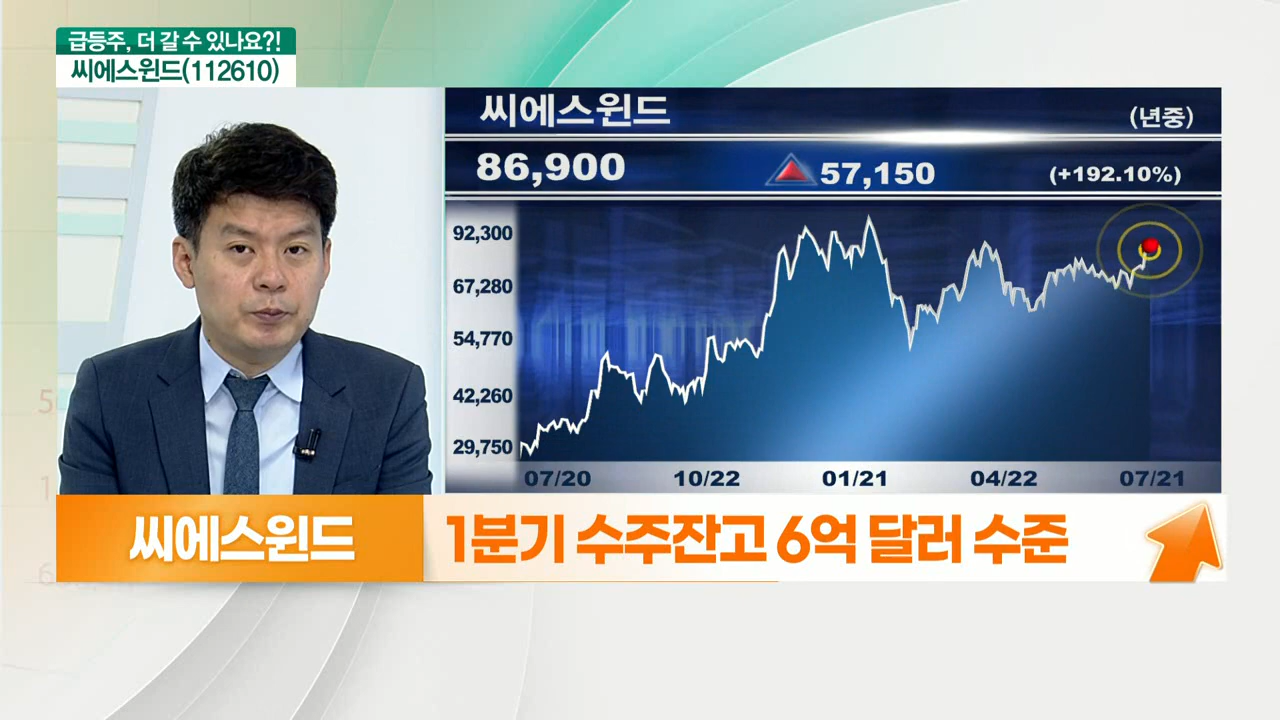 급등주, 더 갈 수 있나요?!
씨에스윈드(112610)
씨에스윈드
(년중)
86,900
57,150
(+192.10%)
92,300
67,280
54,770
42,260
29,750
07/20
10/22
01/21
04/22
07/21
씨에스윈드
1분기 수주잔고 6억 달러 수준